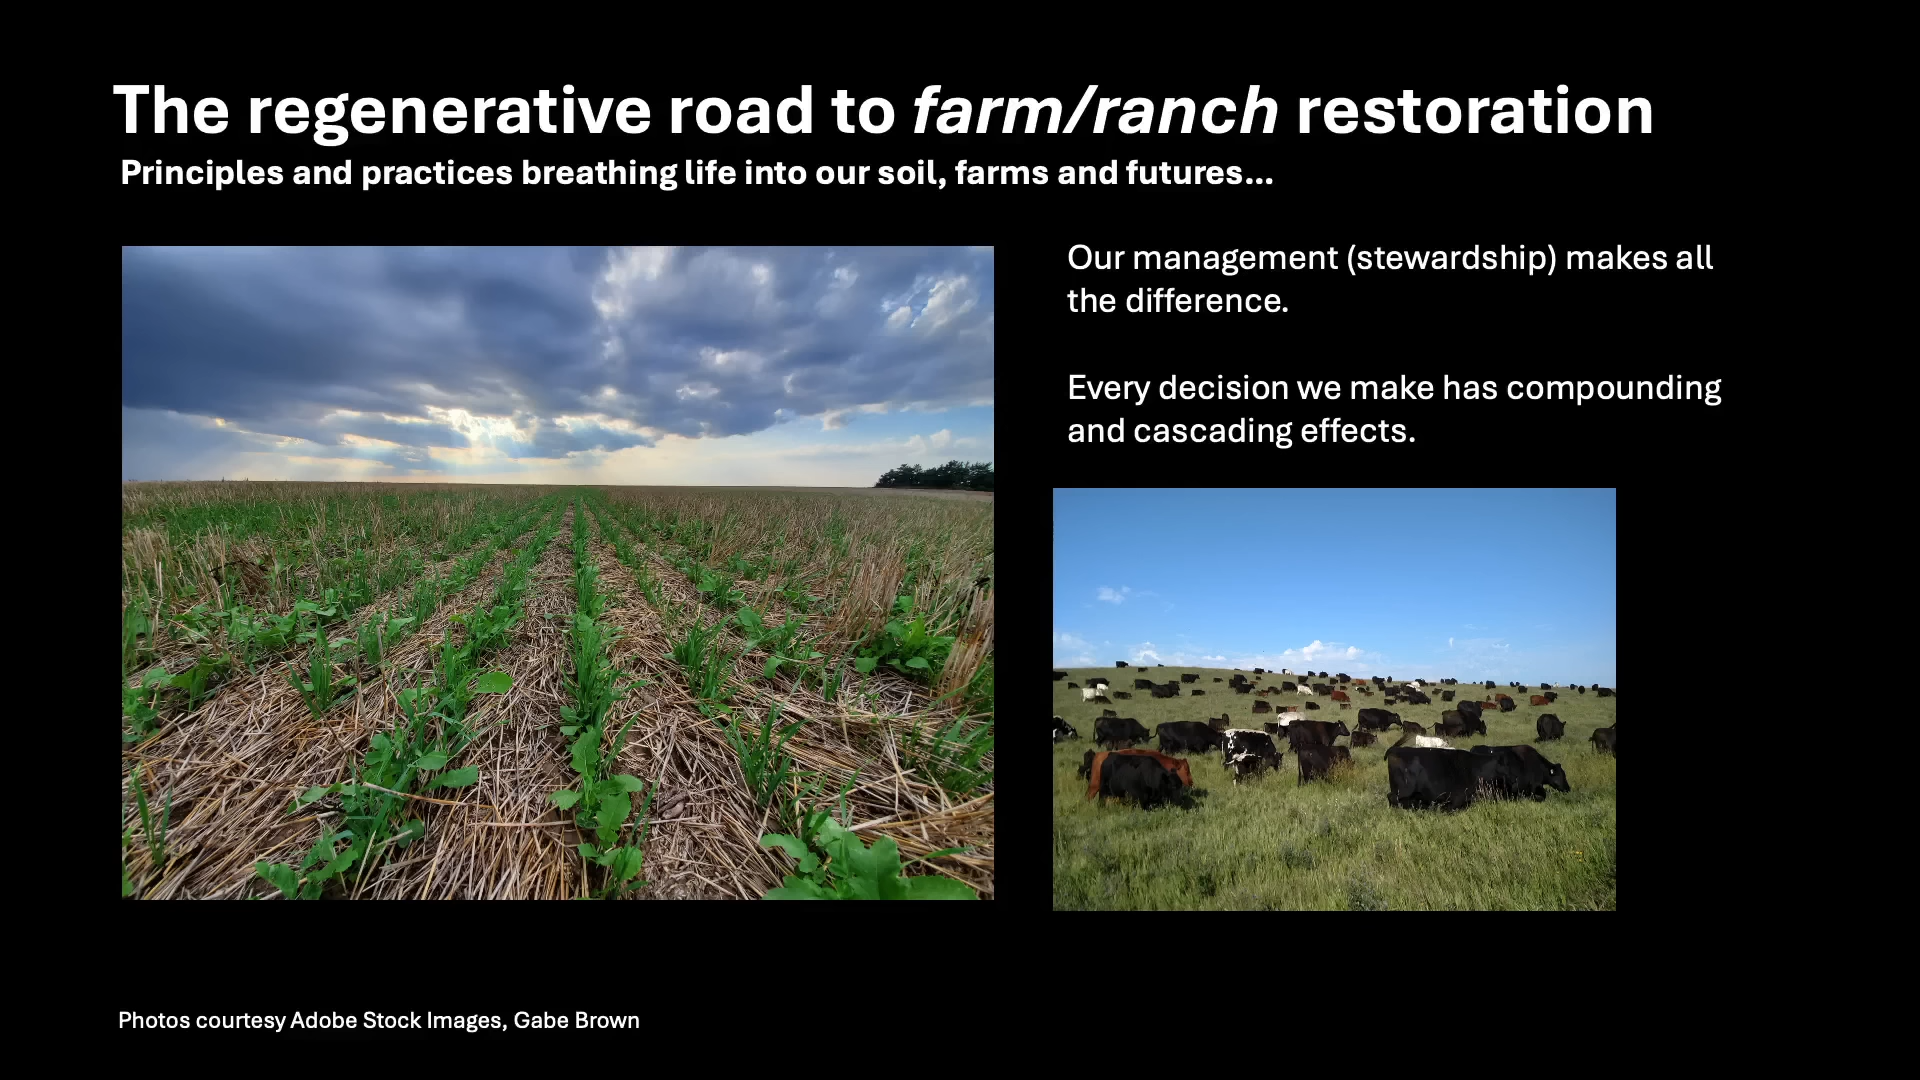 The regenerative road to farm/ranch restoration
Principles and practices breathing life into our soil, farms and futures...
Our management (stewardship) makes all
the difference.
Every decision we make has compounding
and cascading effects.
Photos courtesy Adobe Stock Images, Gabe Brown